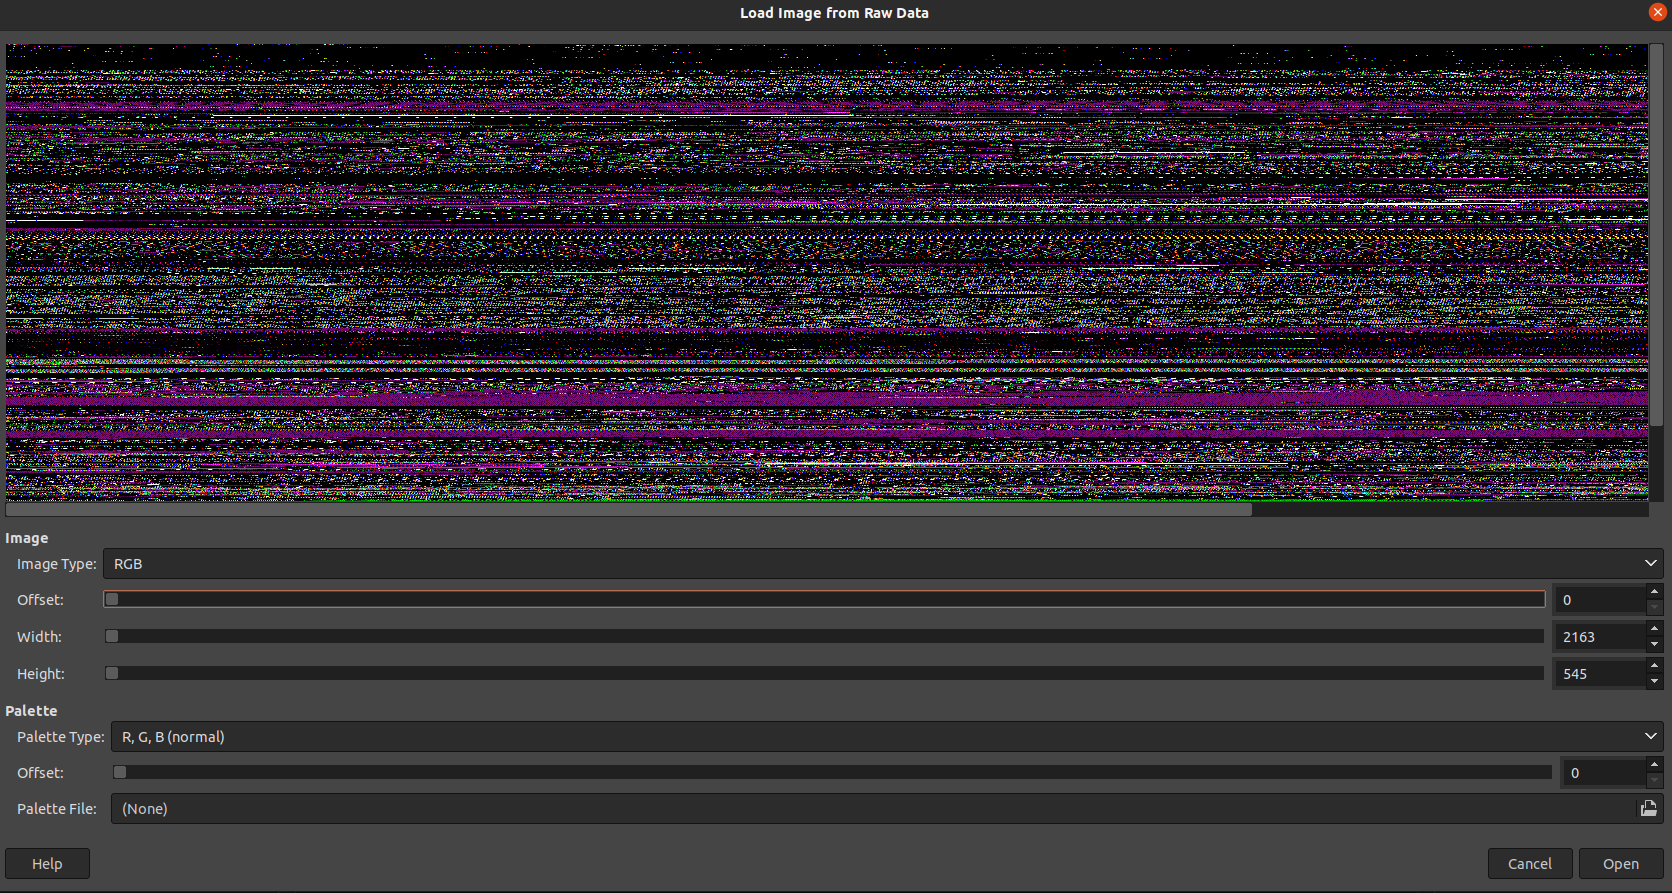 Load Image from Raw Data
Image
Image Type: RGB
Offset: 0
Width: 2163
Height: 545
Palette
Palette Type: R, G, B (normal)
Offset: 0
Palette File: (None)
Help Cancel Open